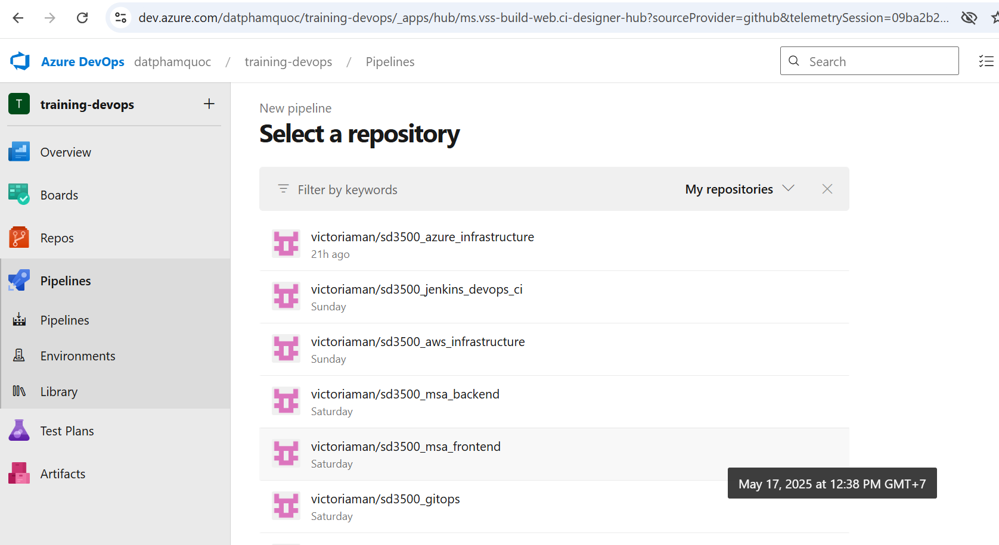 dev.azure.com/datphamquoc/training-devops/_apps/hub/ms.vss-build-web.ci-designer-hub?sourceProvider=github&telemetrySession=09ba2b2...
Azure DevOps datphamquoc / training-devops / Pipelines
Search
T training-devops
Overview
Boards
Repos
Pipelines
Pipelines
Environments
Library
Test Plans
Artifacts
New pipeline
Select a repository
Filter by keywords
My repositories
victoriaman/sd3500_azure_infrastructure
21h ago
victoriaman/sd3500_jenkins_devops_ci
Sunday
victoriaman/sd3500_aws_infrastructure
Sunday
victoriaman/sd3500_msa_backend
Saturday
victoriaman/sd3500_msa_frontend
Saturday
May 17, 2025 at 12:38 PM GMT+7
victoriaman/sd3500_gitops
Saturday